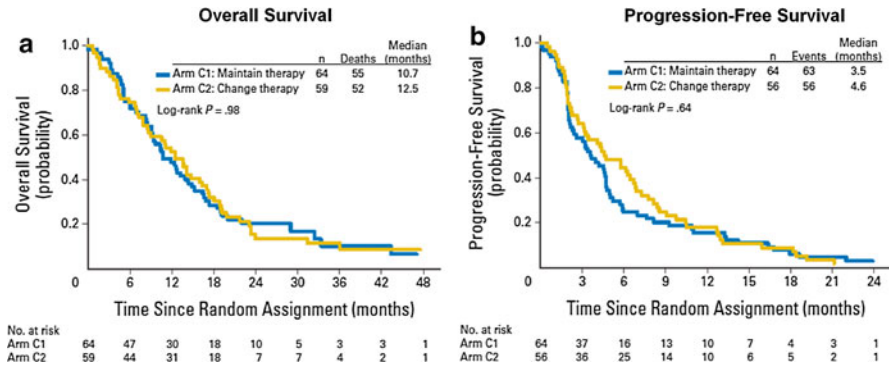 Overall Survival
a
n Deaths Median (months)
Arm C1: Maintain therapy 64 55 10.7
Arm C2: Change therapy 59 52 12.5
Log-rank P = .98
Overall Survival (probability)
1.0
0.8
0.6
0.4
0.2
0 6 12 18 24 30 36 42 48
Time Since Random Assignment (months)
No. at risk
Arm C1 64 47 30 18 10 5 3 3 1
Arm C2 59 44 31 18 7 7 4 2 1
Progression-Free Survival
b
n Events Median (months)
Arm C1: Maintain therapy 64 63 3.5
Arm C2: Change therapy 56 56 4.6
Log-rank P = .64
Progression-Free Survival (probability)
1.0
0.8
0.6
0.4
0.2
0 3 6 9 12 15 18 21 24
Time Since Random Assignment (months)
No. at risk
Arm C1 64 37 16 13 10 7 4 3 1
Arm C2 56 36 25 14 10 6 5 2 1